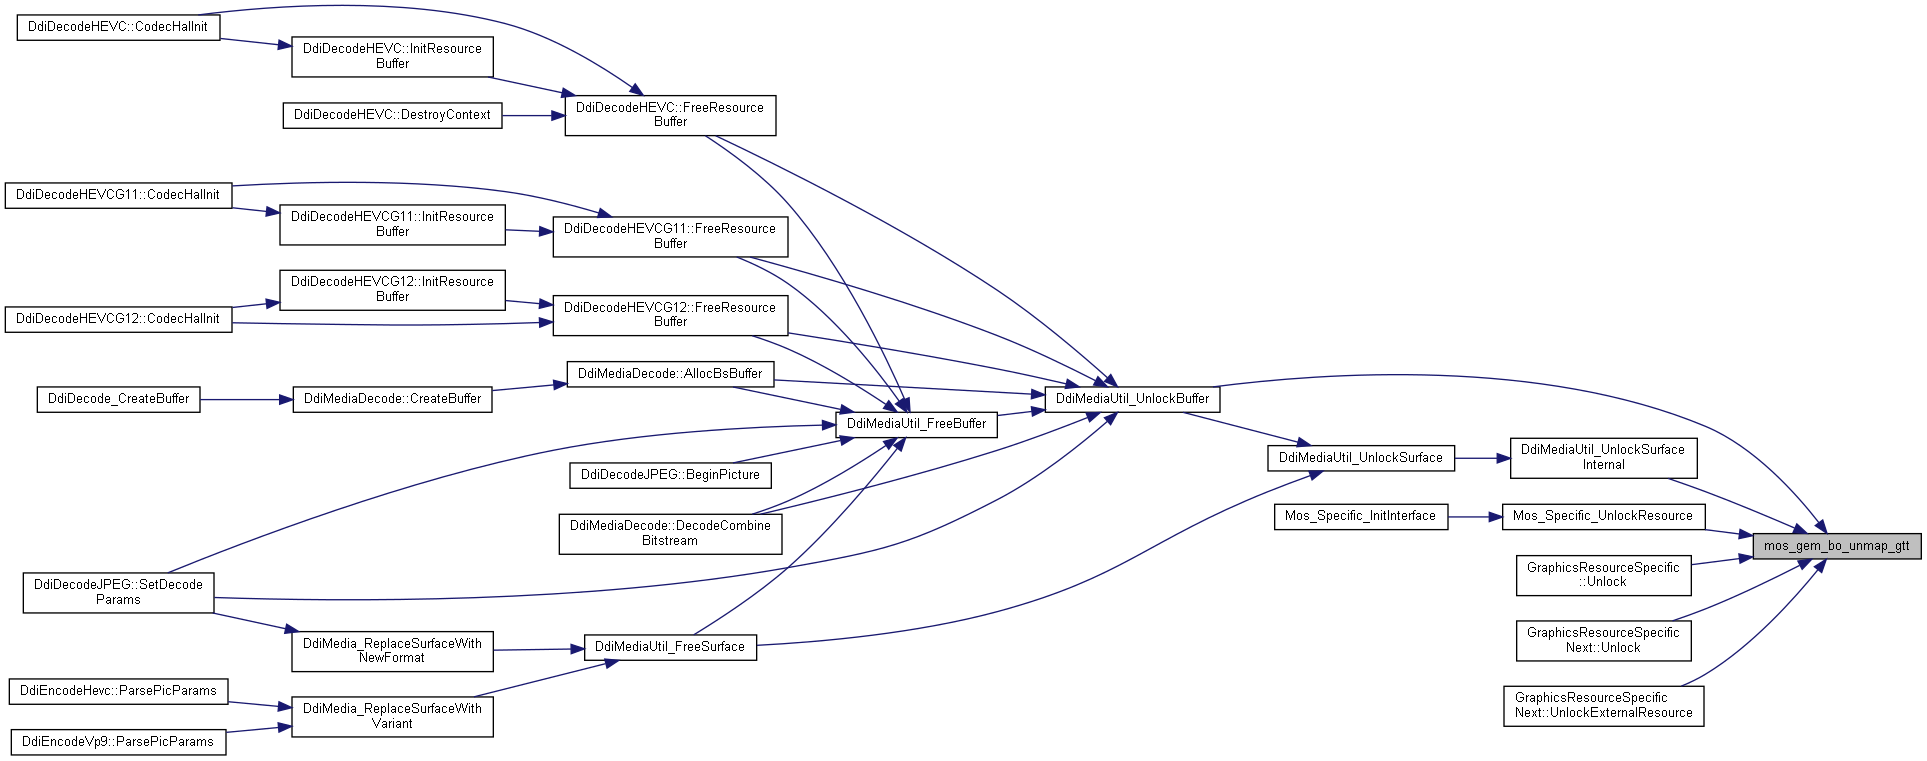 DdiDecodeHEVC::CodecHalInit
DdiDecodeHEVC::InitResource
Buffer
DdiDecodeHEVC::DestroyContext
DdiDecodeHEVC::FreeResource
Buffer
DdiDecodeHEVCG11::CodecHalInit
DdiDecodeHEVCG11::InitResource
Buffer
DdiDecodeHEVCG11::FreeResource
Buffer
DdiDecodeHEVCG12::InitResource
Buffer
DdiDecodeHEVCG12::CodecHalInit
DdiDecodeHEVCG12::FreeResource
Buffer
DdiDecode_CreateBuffer
DdiMediaDecode::CreateBuffer
DdiMediaDecode::AllocBsBuffer
DdiMediaUtil_FreeBuffer
DdiMediaUtil_UnlockBuffer
DdiDecodeJPEG::BeginPicture
DdiMediaDecode::DecodeCombine
Bitstream
DdiMediaUtil_UnlockSurface
DdiMediaUtil_UnlockSurface
Internal
Mos_Specific_InitInterface
Mos_Specific_UnlockResource
mos_gem_bo_unmap_gtt
GraphicsResourceSpecific
::Unlock
GraphicsResourceSpecific
Next::Unlock
GraphicsResourceSpecific
Next::UnlockExternalResource
DdiDecodeJPEG::SetDecode
Params
DdiMedia_ReplaceSurfaceWith
NewFormat
DdiMediaUtil_FreeSurface
DdiEncodeHevc::ParsePicParams
DdiMedia_ReplaceSurfaceWith
Variant
DdiEncodeVp9::ParsePicParams